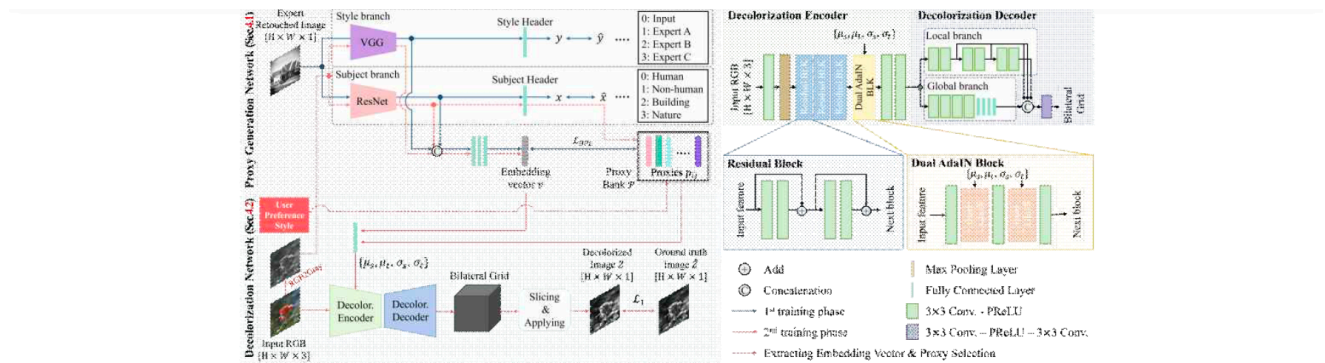 Proxy Generation Network (Sec.4.1)
Expert
Retouched Image
[H × W × 1]
Style branch
VGG
Style Header
y
ŷ
....
0: Input
1: Expert A
2: Expert B
3: Expert C
Subject branch
ResNet
Subject Header
x
x̂
....
0: Human
1: Non-human
2: Building
3: Nature
Embedding
vector v
Proxy
Bank P
Proxies p_ij
Decolorization Network (Sec.4.2)
User
Preference
Style
RGB2Gray
Input RGB
[H × W × 3]
{μ_s, μ_t, σ_s, σ_t}
Decolor.
Encoder
Decolor.
Decoder
Bilateral Grid
Slicing
&
Applying
Decolorized
Image Z
[H × W × 1]
L_1
Ground truth
image Ẑ
[H × W × 1]
Decolorization Encoder
Input RGB
[H × W × 3]
{μ_s, μ_t, σ_s, σ_t}
Dual AdaIN
BLK
Decolorization Decoder
Local branch
Global branch
Bilateral
Grid
Residual Block
Input feature
Next block
Dual AdaIN Block
{μ_s, μ_t, σ_s, σ_t}
Input feature
Next block
Add
Concatenation
1st training phase
2nd training phase
Extracting Embedding Vector & Proxy Selection
Max Pooling Layer
Fully Connected Layer
3×3 Conv. - PReLU
3×3 Conv. – PReLU – 3×3 Conv.